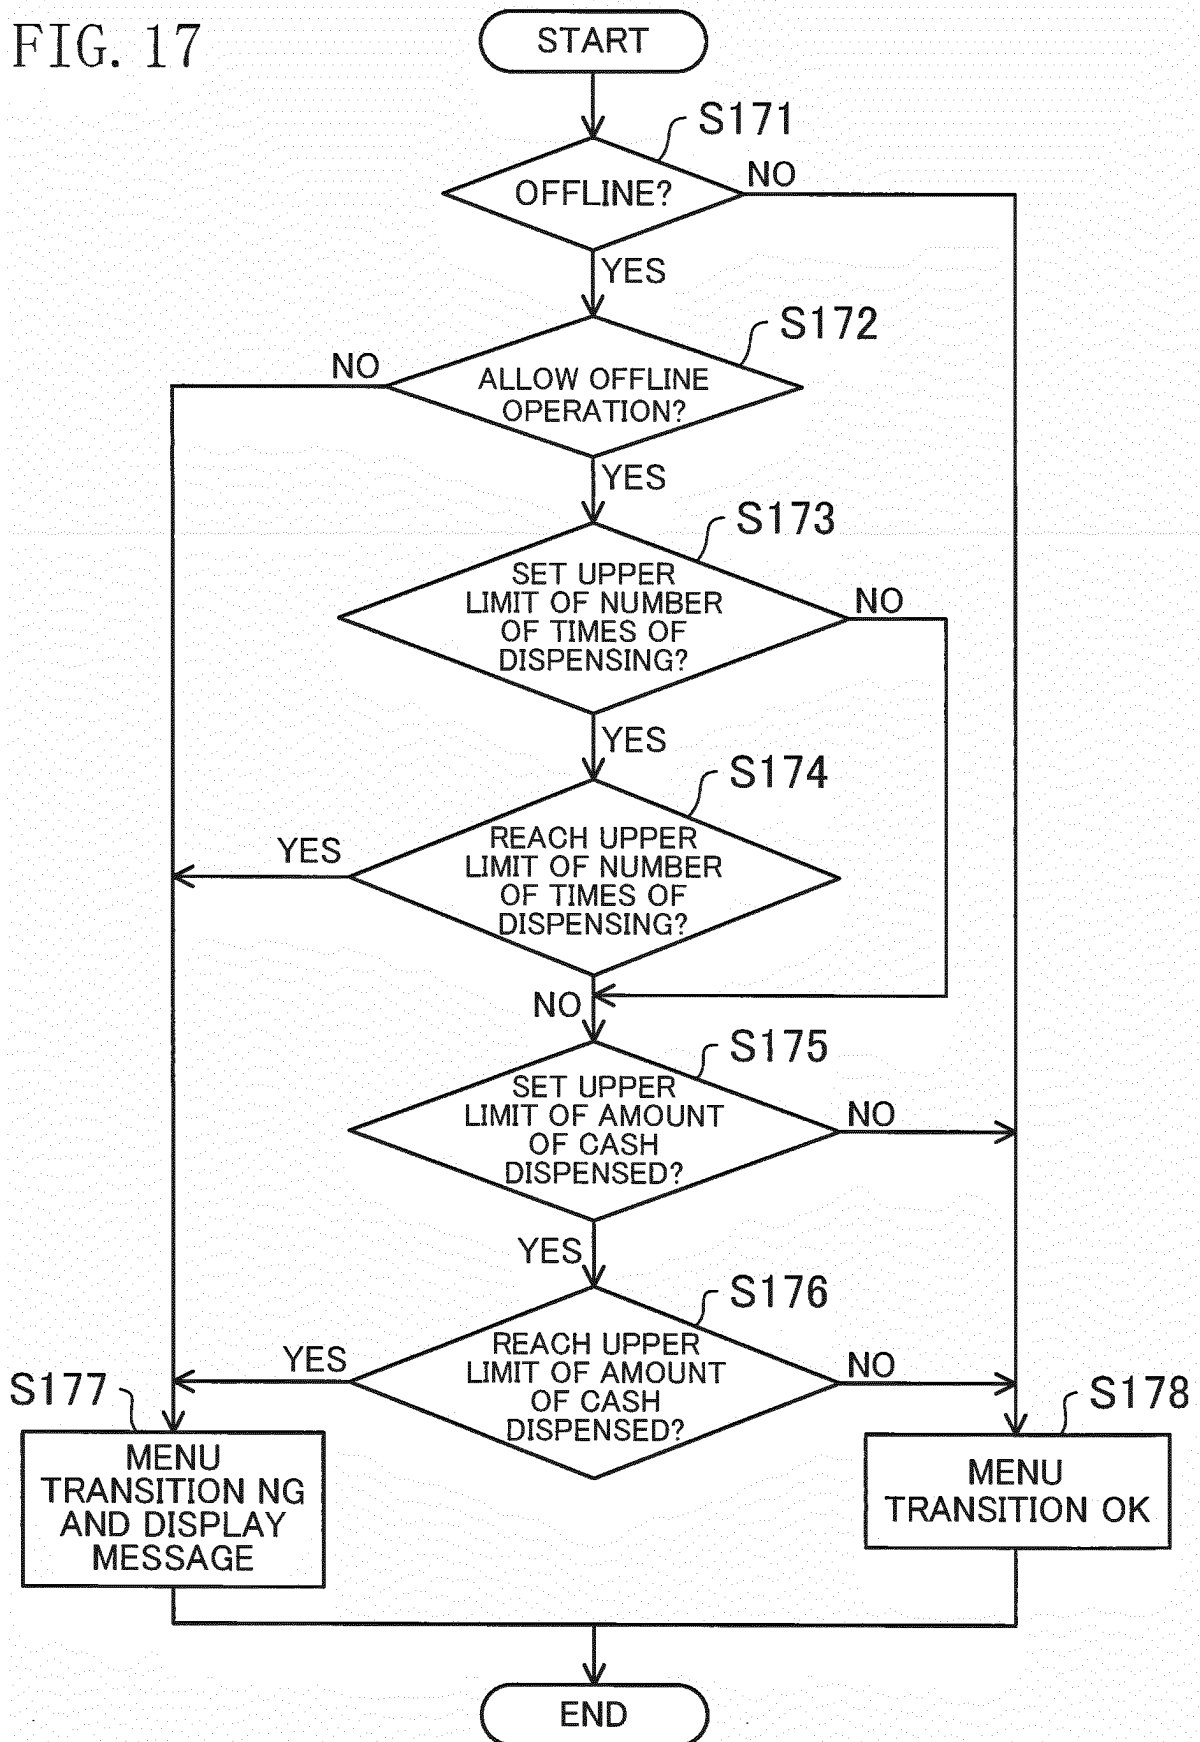 FIG. 17
START
S171
OFFLINE?
NO
YES
S172
NO
ALLOW OFFLINE
OPERATION?
YES
S173
SET UPPER
LIMIT OF NUMBER
OF TIMES OF
DISPENSING?
NO
YES
S174
REACH UPPER
LIMIT OF NUMBER
OF TIMES OF
DISPENSING?
YES
NO
S175
SET UPPER
LIMIT OF AMOUNT
OF CASH
DISPENSED?
NO
YES
S176
REACH UPPER
LIMIT OF AMOUNT
OF CASH
DISPENSED?
YES
NO
S177
MENU
TRANSITION NG
AND DISPLAY
MESSAGE
S178
MENU
TRANSITION OK
END